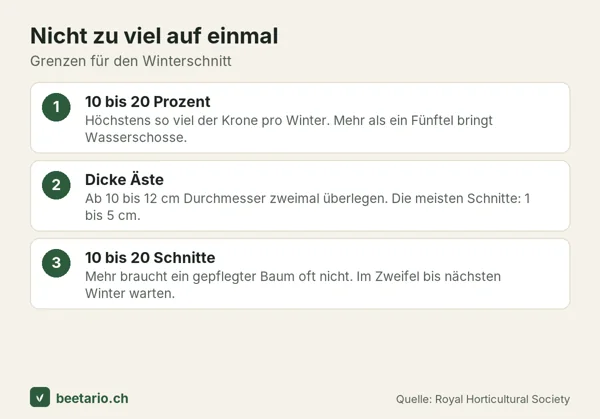 Nicht zu viel auf einmal
Grenzen für den Winterschnitt
1
10 bis 20 Prozent
Höchstens so viel der Krone pro Winter. Mehr als ein Fünftel bringt
Wasserschosse.
2
Dicke Äste
Ab 10 bis 12 cm Durchmesser zweimal überlegen. Die meisten Schnitte: 1
bis 5 cm.
3
10 bis 20 Schnitte
Mehr braucht ein gepflegter Baum oft nicht. Im Zweifel bis nächsten
Winter warten.
beetario.ch
Quelle: Royal Horticultural Society